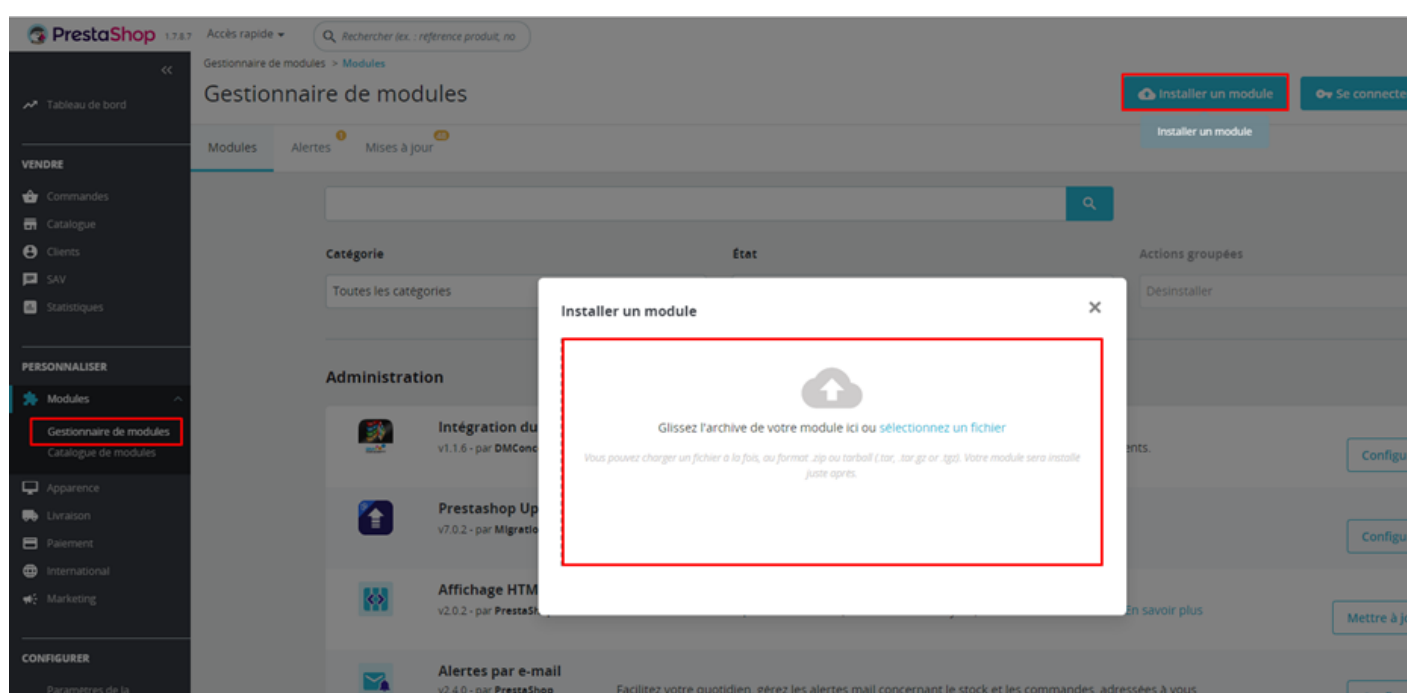 PrestaShop 1.7.8.7 Accès rapide Rechercher (ex. : référence produit, no
Gestionnaire de modules > Modules
Gestionnaire de modules
Installer un module
Se connecte
Installer un module
Tableau de bord
Modules
Alertes
Mises à jour
VENDRE
Commandes
Catalogue
Clients
SAV
Statistiques
PERSONNALISER
Modules
Gestionnaire de modules
Catalogue de modules
Apparence
Livraison
Paiement
International
Marketing
CONFIGURER
Paramètres de la
Catégorie
État
Actions groupées
Toutes les catégories
Désinstaller
Installer un module
Glissez l'archive de votre module ici ou sélectionnez un fichier
Vous pouvez charger un fichier à la fois, au format .zip ou tarball (.tar, .tar.gz or .tgz). Votre module sera installé
juste après.
Administration
Intégration du
v1.1.6 - par DMConc
ents.
Configu
Prestashop Up
v7.0.2 - par Migratio
Configu
Affichage HTM
v2.0.2 - par PrestaS
En savoir plus
Mettre à jo
Alertes par e-mail
v2.4.0 - par PrestaShop
Facilitez votre quotidien, gérez les alertes mail concernant le stock et les commandes, adressées à vous